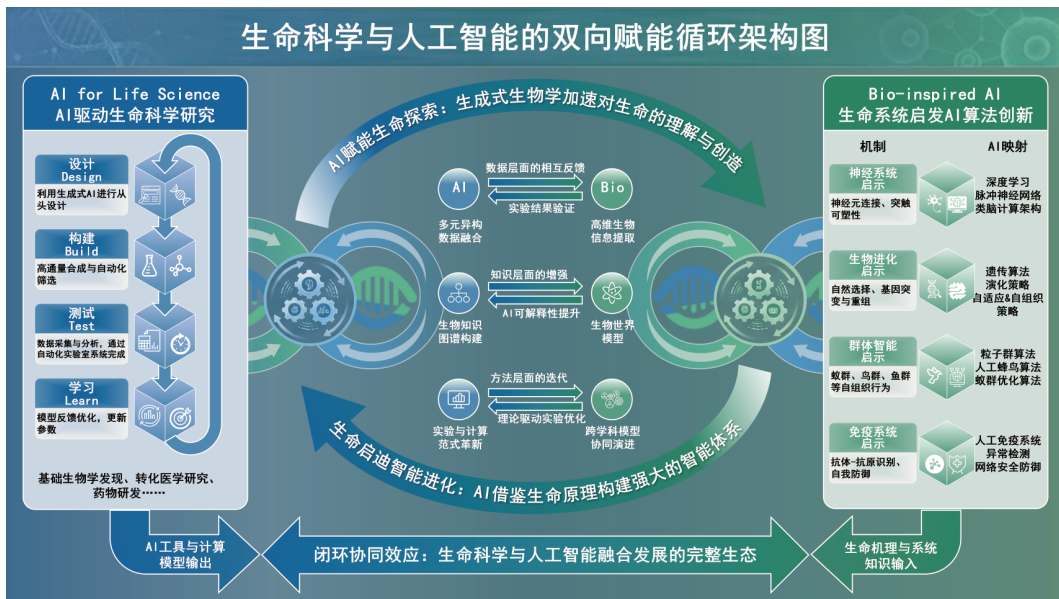 生命科学与人工智能的双向赋能循环架构图
AI for Life Science
AI驱动生命科学研究
设计
Design
利用生成式AI进行从
头设计
构建
Build
高通量合成与自动化
筛选
测试
Test
数据采集与分析，通过
自动化实验室系统完成
学习
Learn
模型反馈优化，更新
参数
基础生物学发现、转化医学研究、
药物研发……
AI赋能生命探索：生成式生物学加速对生命的理解与创造
AI
数据层面的相互反馈
实验结果验证
Bio
多元异构
数据融合
高维生物
信息提取
知识层面的增强
AI可解释性提升
生物知识
图谱构建
生物世界
模型
方法层面的迭代
理论驱动实验优化
实验与计算
范式革新
跨学科模型
协同演进
生命启迪智能进化：AI借鉴生命原理构建强大的智能体系
Bio-inspired AI
生命系统启发AI算法创新
机制
AI映射
神经系统
启示
神经元连接、突触
可塑性
深度学习
脉冲神经网络
类脑计算架构
生物进化
启示
自然选择、基因突
变与重组
遗传算法
演化策略
自适应&自组织
策略
群体智能
启示
蚁群、鸟群、鱼群
等自组织行为
粒子群算法
人工蜂鸟算法
蚁群优化算法
免疫系统
启示
抗体-抗原识别、
自我防御
人工免疫系统
异常检测
网络安全防御
AI工具与计算
模型输出
闭环协同效应：生命科学与人工智能融合发展的完整生态
生命机理与系统
知识输入